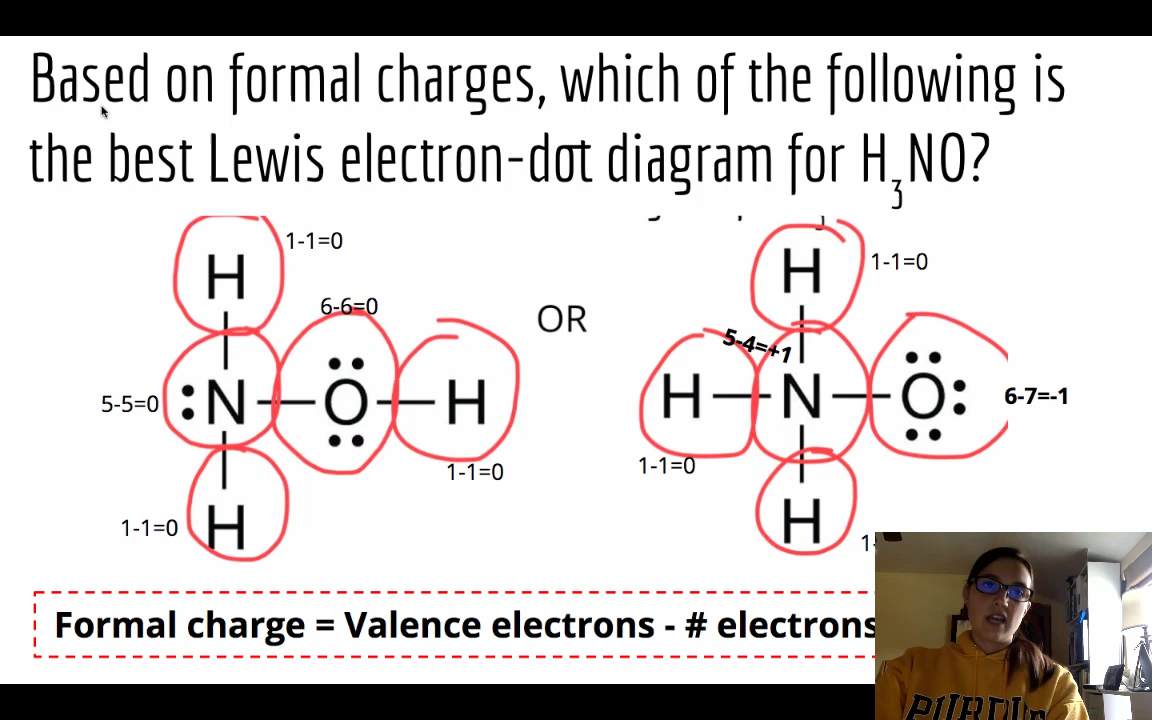 Based on formal charges, which of the following is
the best Lewis electron-dot diagram for H3NO?
H
1-1=0
6-6=0
5-5=0
:N-O-H
1-1=0
1-1=0
H
OR
H
1-1=0
5-4=+1
H-N-O:
6-7=-1
1-1=0
H
1-
Formal charge = Valence electrons - # electrons
PURDUE